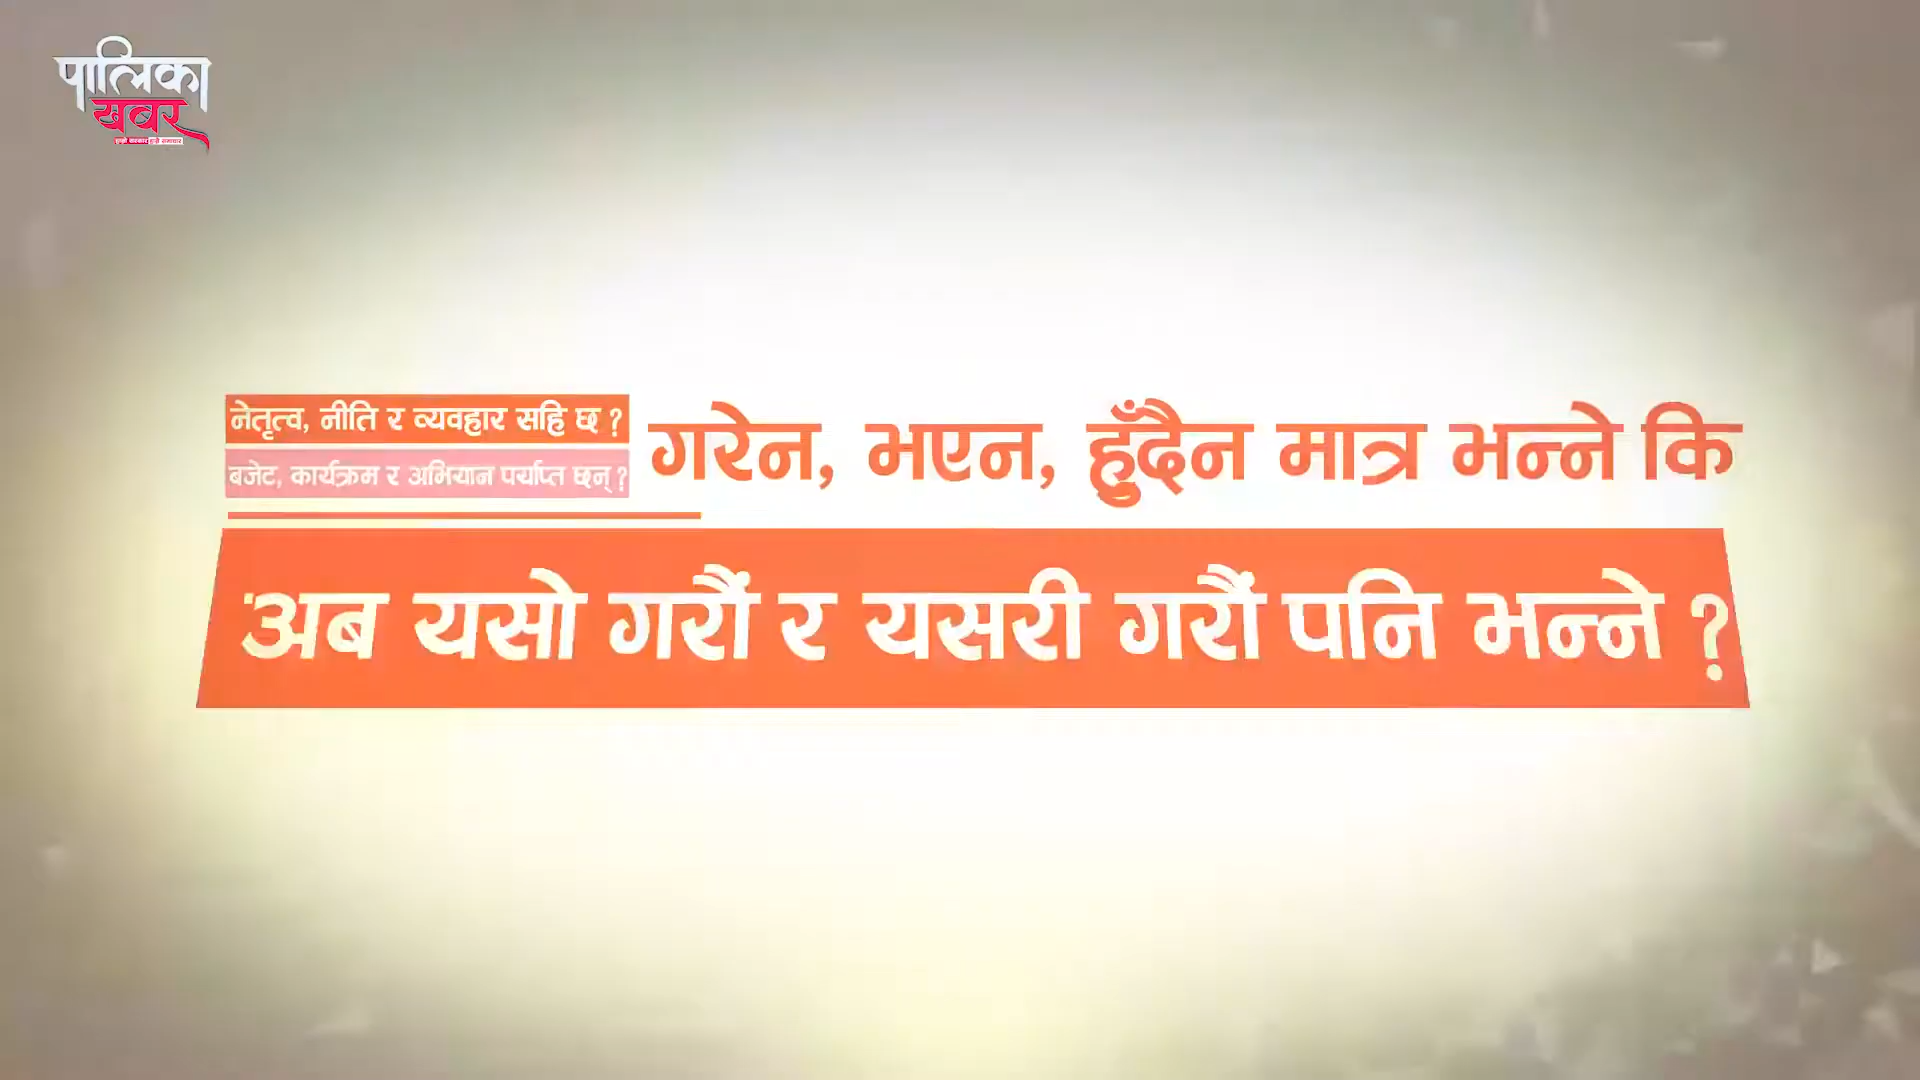 पालिका
खबर
नेतृत्व, नीति र व्यवहार सहि छ ?
बजेट, कार्यक्रम र अभियान पर्याप्त छन् ?
गरेन, भएन, हुँदैन मात्र भन्ने कि
अब यसो गरौं र यसरी गरौं पनि भन्ने ?